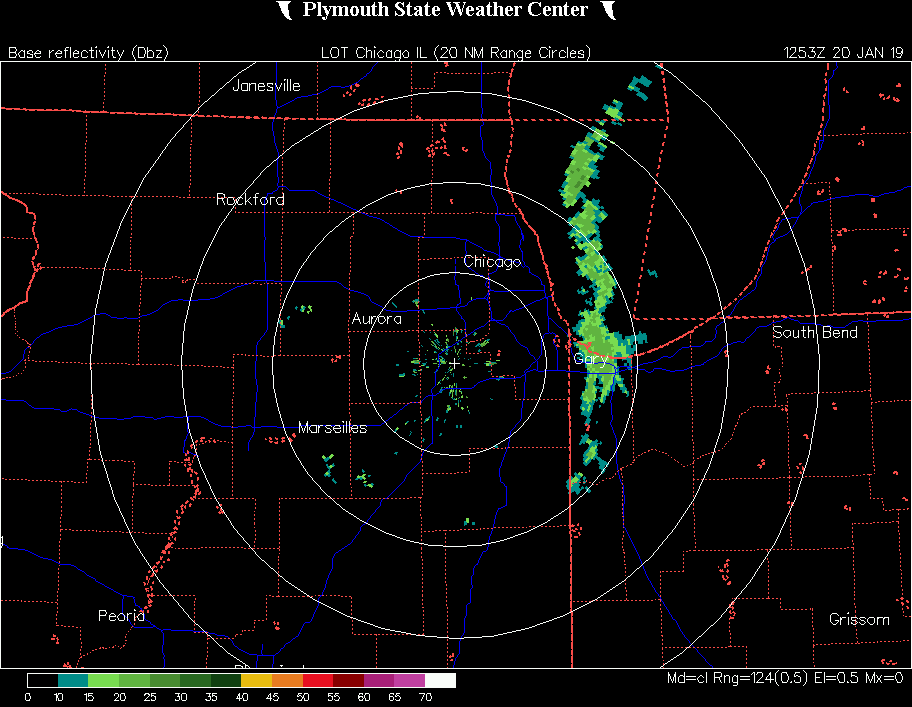 Plymouth State Weather Center
Base reflectivity (Dbz) LOT Chicago IL (20 NM Range Circles) 1253Z 20 JAN 19
Janesville
Rockford
Chicago
Aurora
South Bend
Gary
Marseilles
Peoria
Grissom
Md=cl Rng=124(0.5) El=0.5 Mx=0
0 10 15 20 25 30 35 40 45 50 55 60 65 70